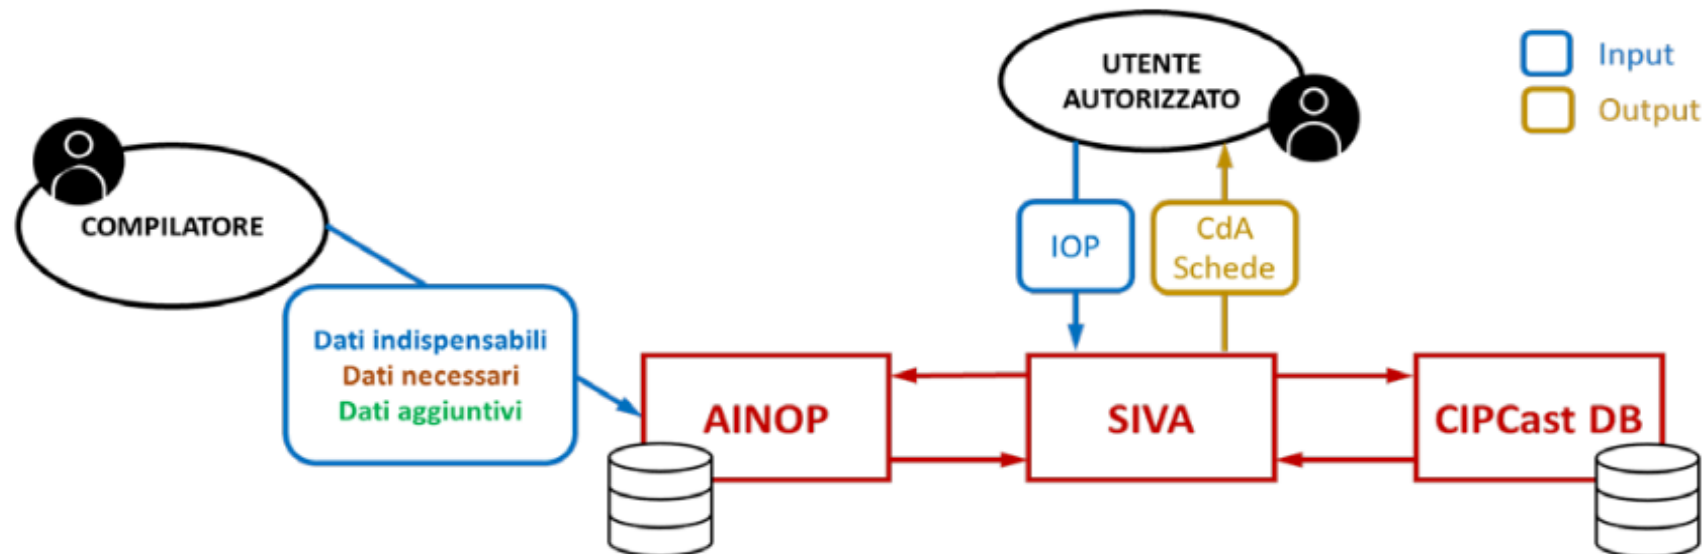 UTENTE
AUTORIZZATO
Input
Output
COMPILATORE
IOP
CdA
Schede
Dati indispensabili
Dati necessari
Dati aggiuntivi
AINOP
SIVA
CIPCast DB